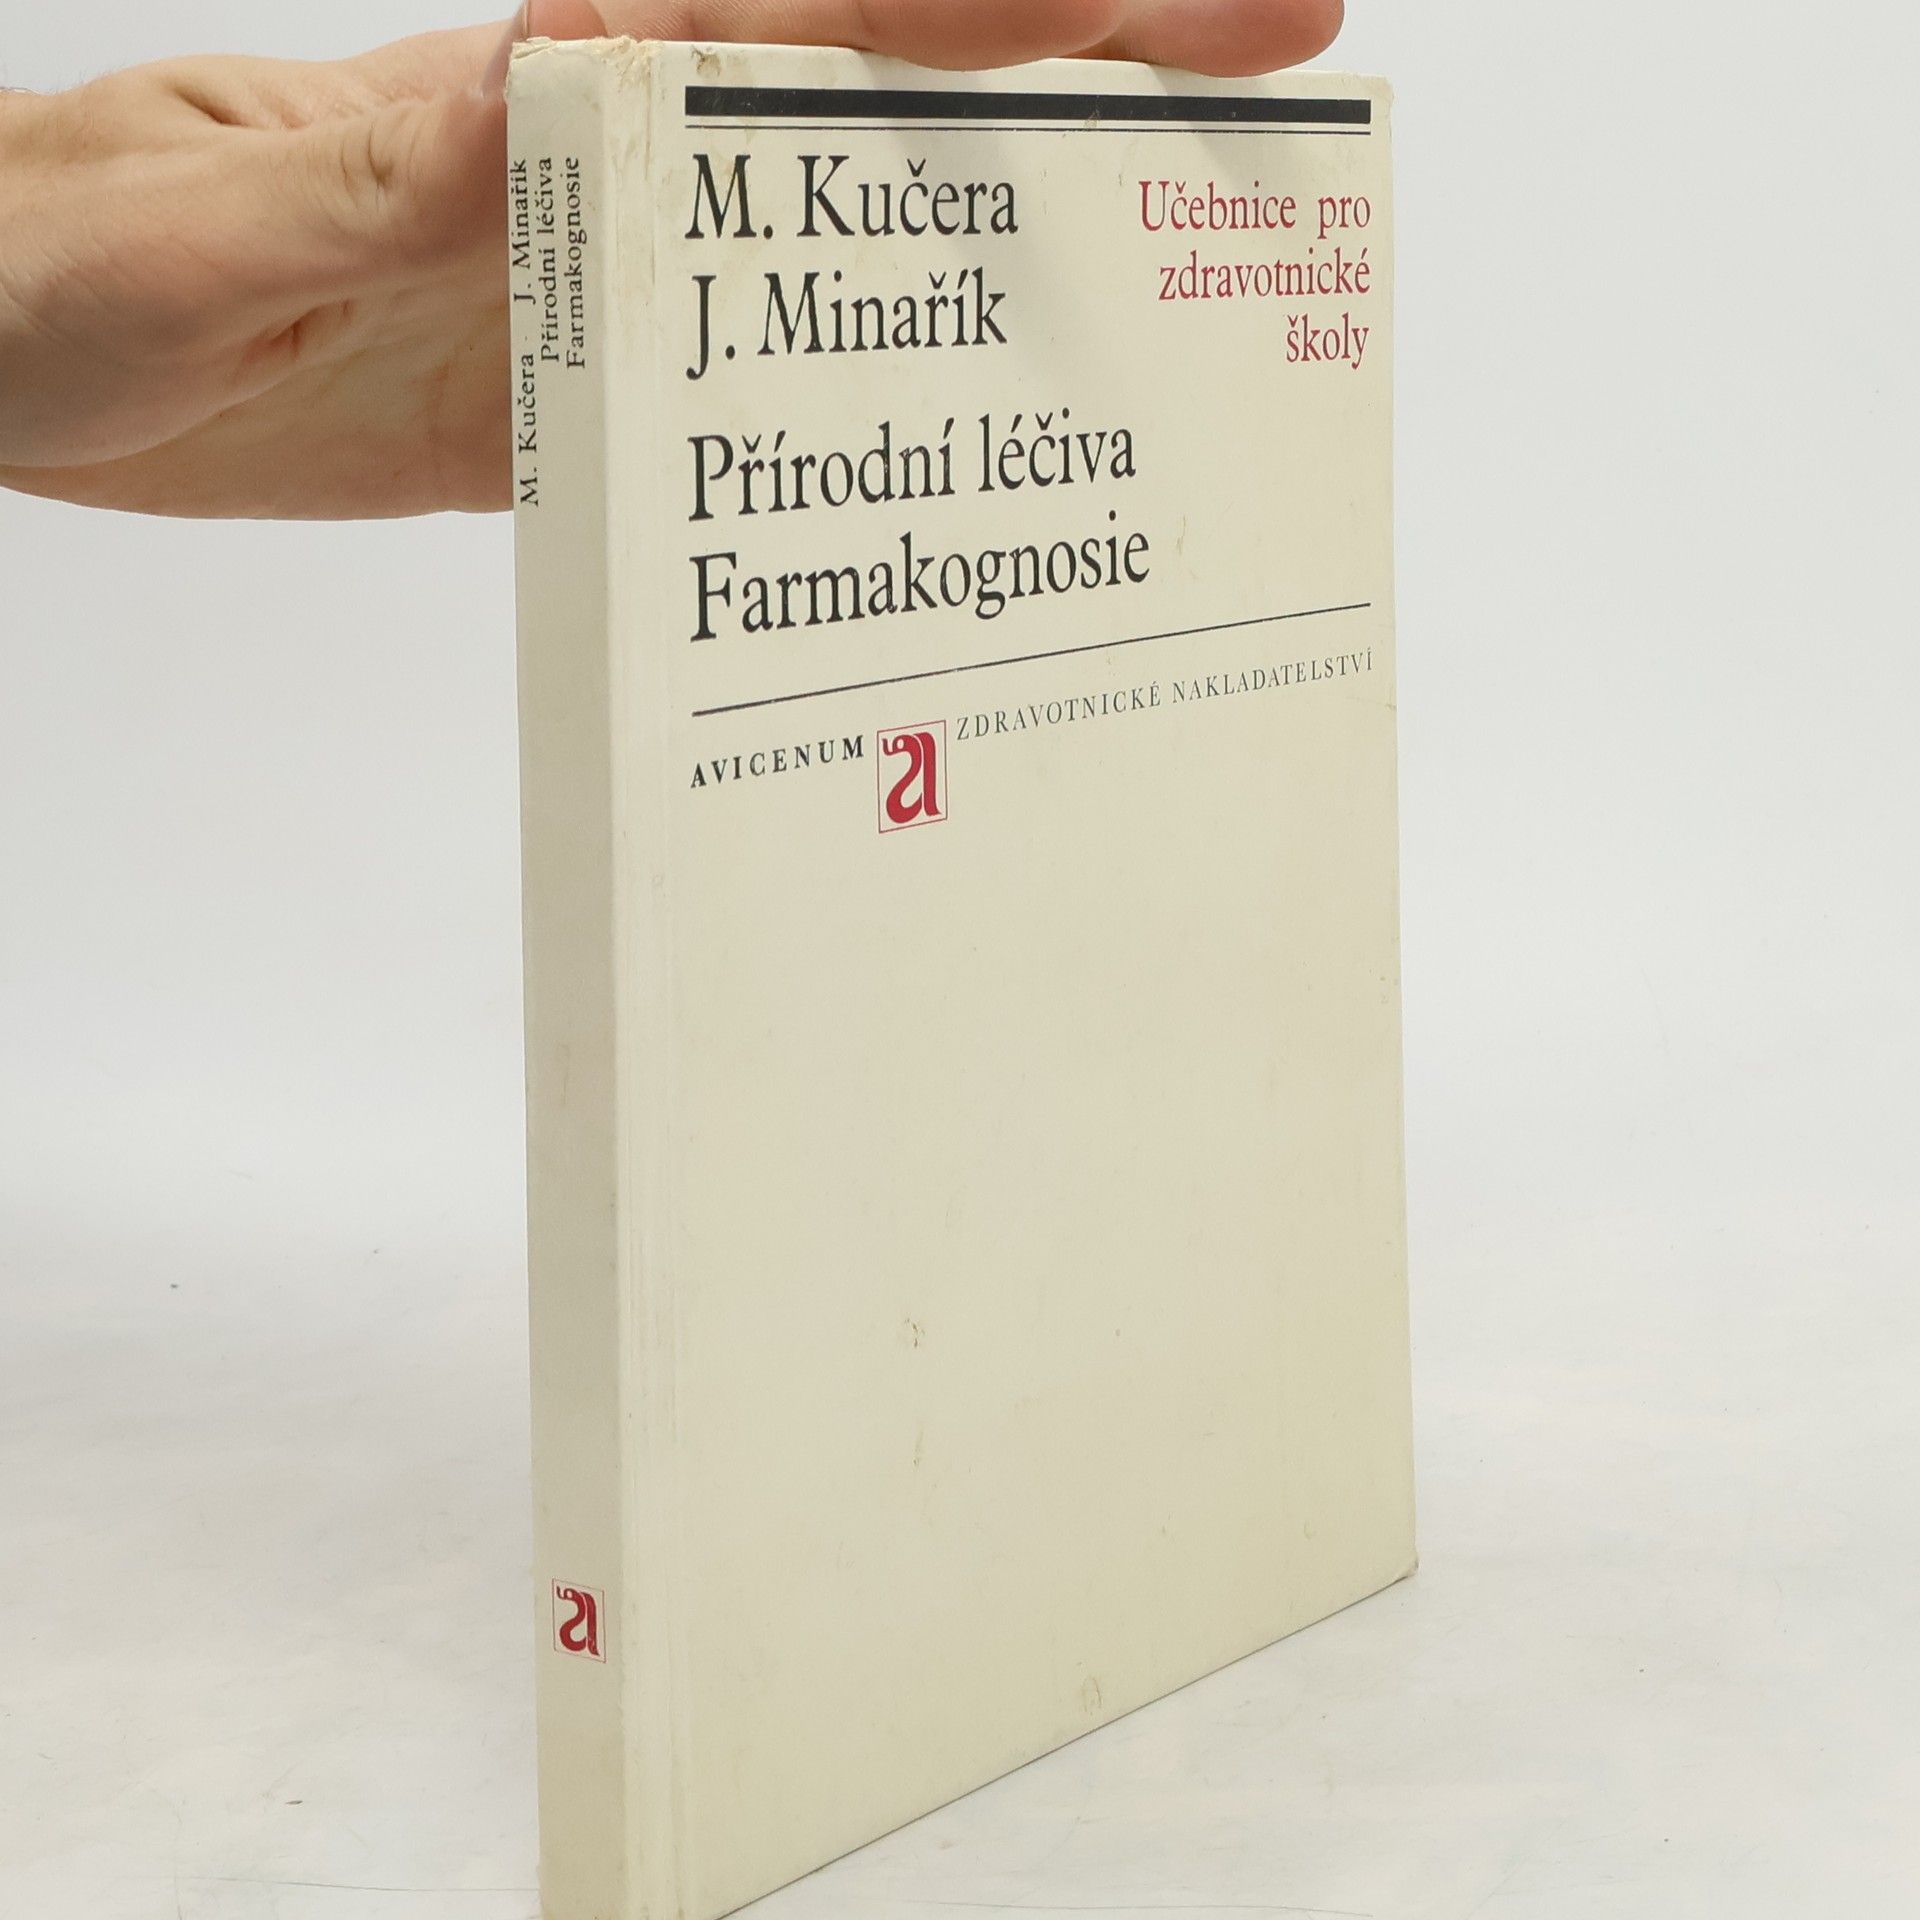 M. Kučera J. Minařík
Přírodní léčiva
Farmakognosie
M. Kučera
J. Minařík
Učebnice pro
zdravotnické
školy
Přírodní léčiva
Farmakognosie
AVICENUM ZDRAVOTNICKÉ NAKLADATELSTVÍ